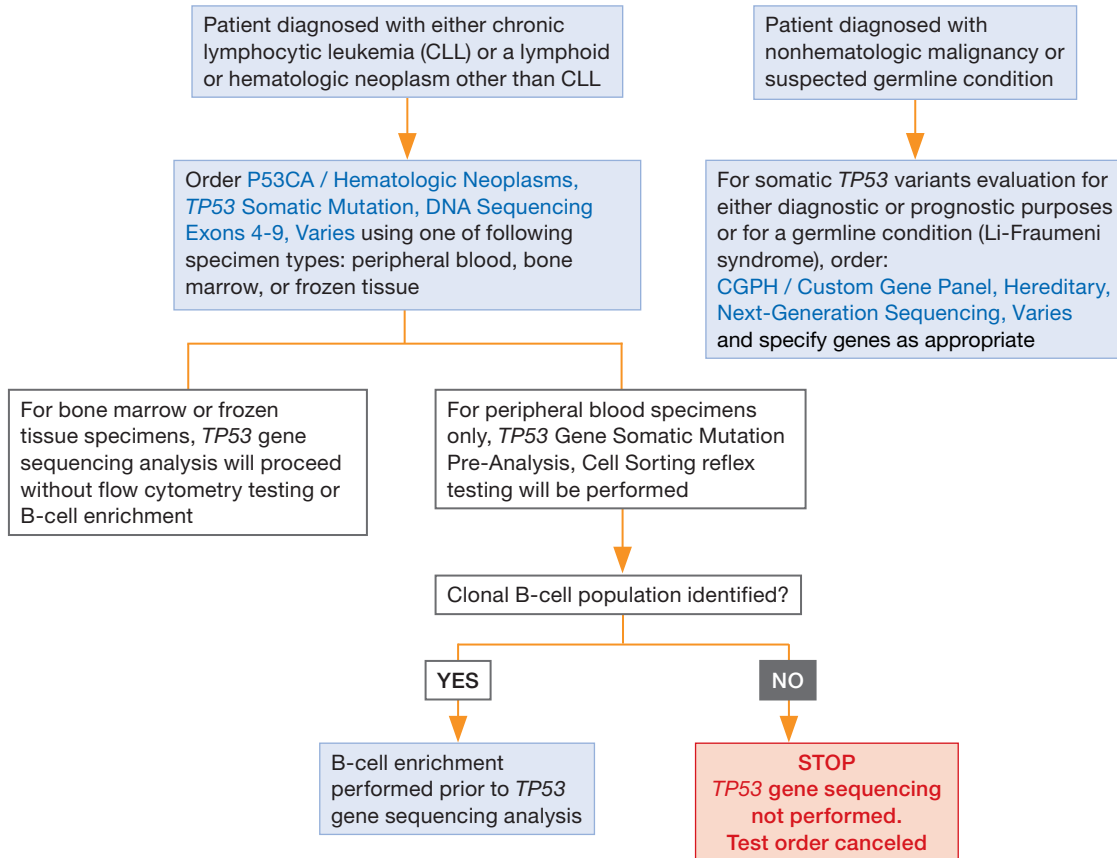 Patient diagnosed with either chronic
lymphocytic leukemia (CLL) or a lymphoid
or hematologic neoplasm other than CLL
Patient diagnosed with
nonhematologic malignancy or
suspected germline condition
Order P53CA / Hematologic Neoplasms,
TP53 Somatic Mutation, DNA Sequencing
Exons 4-9, Varies using one of following
specimen types: peripheral blood, bone
marrow, or frozen tissue
For somatic TP53 variants evaluation for
either diagnostic or prognostic purposes
or for a germline condition (Li-Fraumeni
syndrome), order:
CGPH / Custom Gene Panel, Hereditary,
Next-Generation Sequencing, Varies
and specify genes as appropriate
For bone marrow or frozen
tissue specimens, TP53 gene
sequencing analysis will proceed
without flow cytometry testing or
B-cell enrichment
For peripheral blood specimens
only, TP53 Gene Somatic Mutation
Pre-Analysis, Cell Sorting reflex
testing will be performed
Clonal B-cell population identified?
YES
NO
B-cell enrichment
performed prior to TP53
gene sequencing analysis
STOP
TP53 gene sequencing
not performed.
Test order canceled